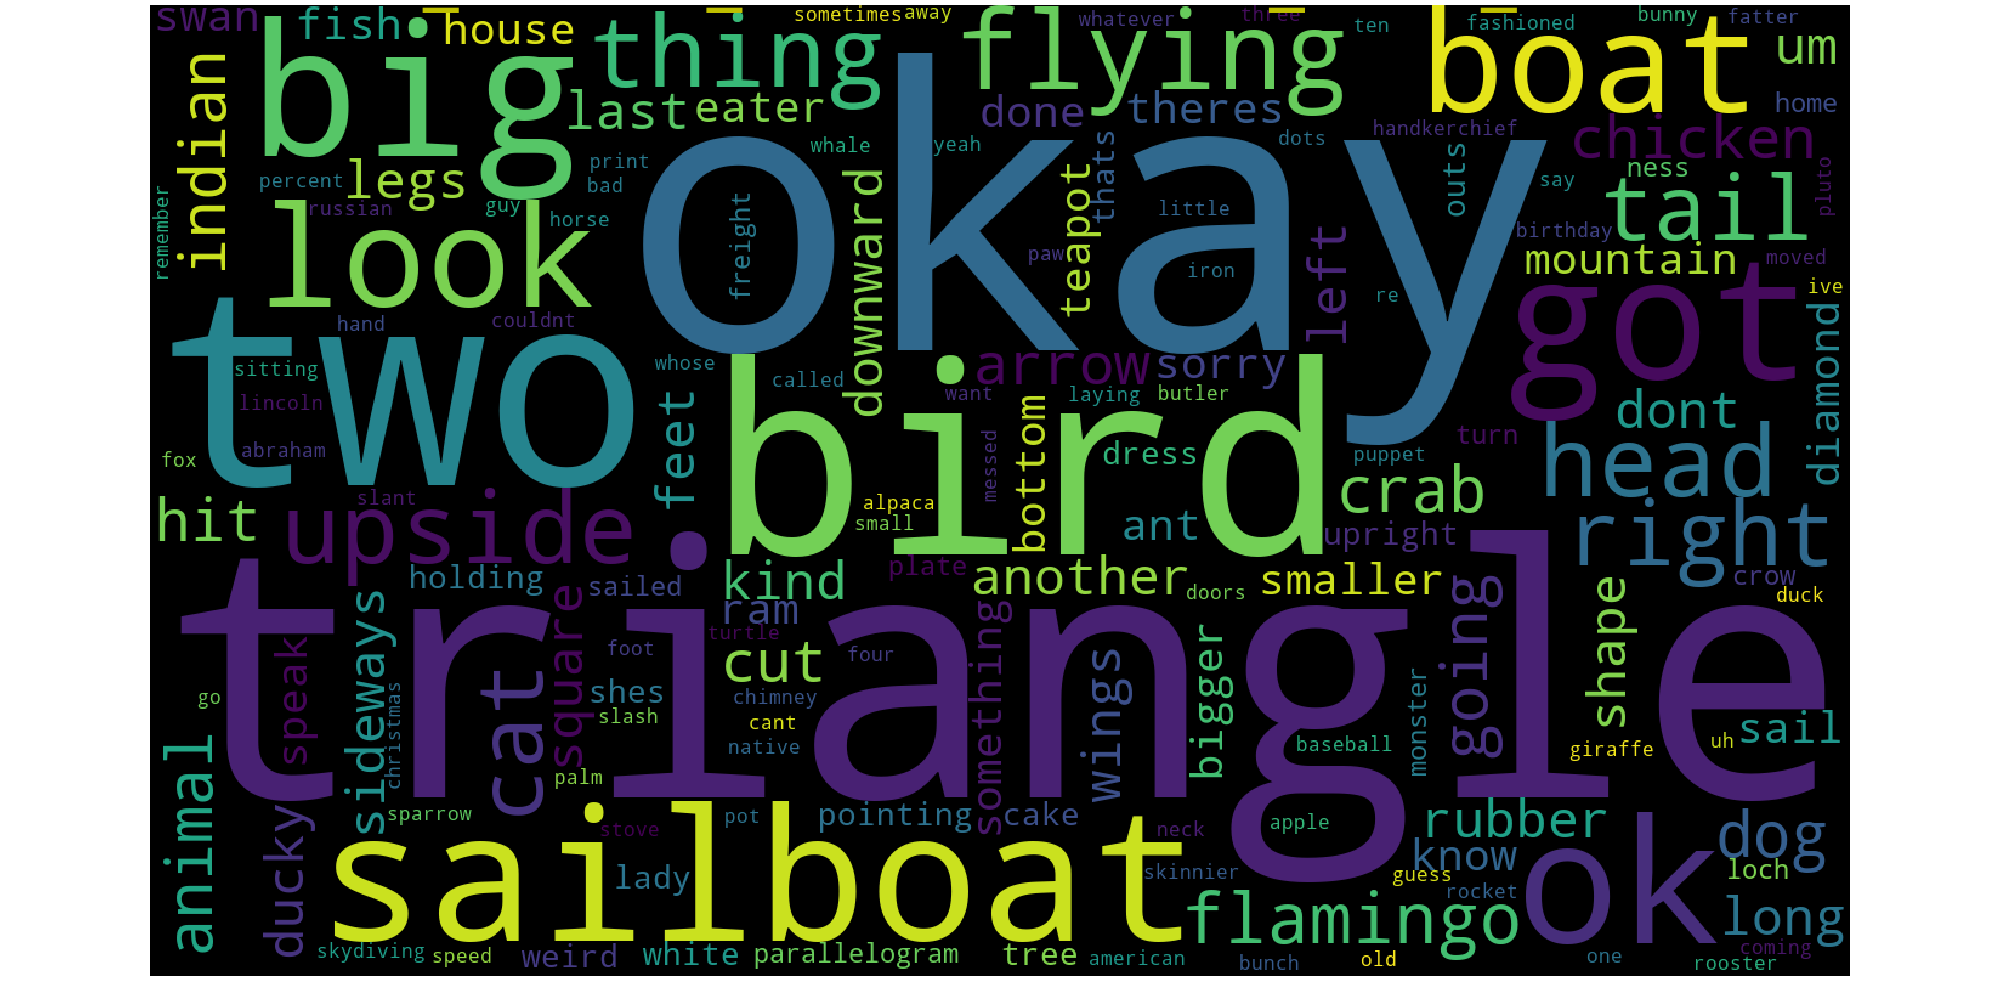 swan
fish
house
sometimes
away
whatever
three
ten
fashioned
bunny
fatter
big
thing
flying
boat
um
indian
last
eater
done
theres
home
handkerchief
chicken
okay
print
bad
whale
yeah
thats
dots
outs
say
ness
pluto
percent
legs
guy
russian
horse
remember
look
freight
downward
teapot
little
paw
iron
left
re
birthday
tail
mountain
moved
ive
two
hand
couldnt
got
diamond
sitting
whose
called
arrow
sorry
want
laying
butler
lincoln
abraham
fox
feet
bird
messed
bottom
dress
puppet
turn
dont
head
crab
hit
slant
upside
alpaca
small
ant
upright
right
holding
sailed
kind
plate
another
doors
smaller
crow
duck
triangle
square
ram
turtle
foot
four
something
wings
bigger
going
shape
speak
sideways
cat
shes
slash
cut
chimney
cant
native
baseball
monster
giraffe
uh
sail
go
christmas
animal
palm
ducky
sparrow
stove
pot
pointing
cake
neck
apple
rubber
dog
sailboat
lady
skinnier
know
guess
rocket
loch
ok
flamingo
long
skydiving
speed
weird
white
parallelogram
tree
american
bunch
old
one
coming
rooster